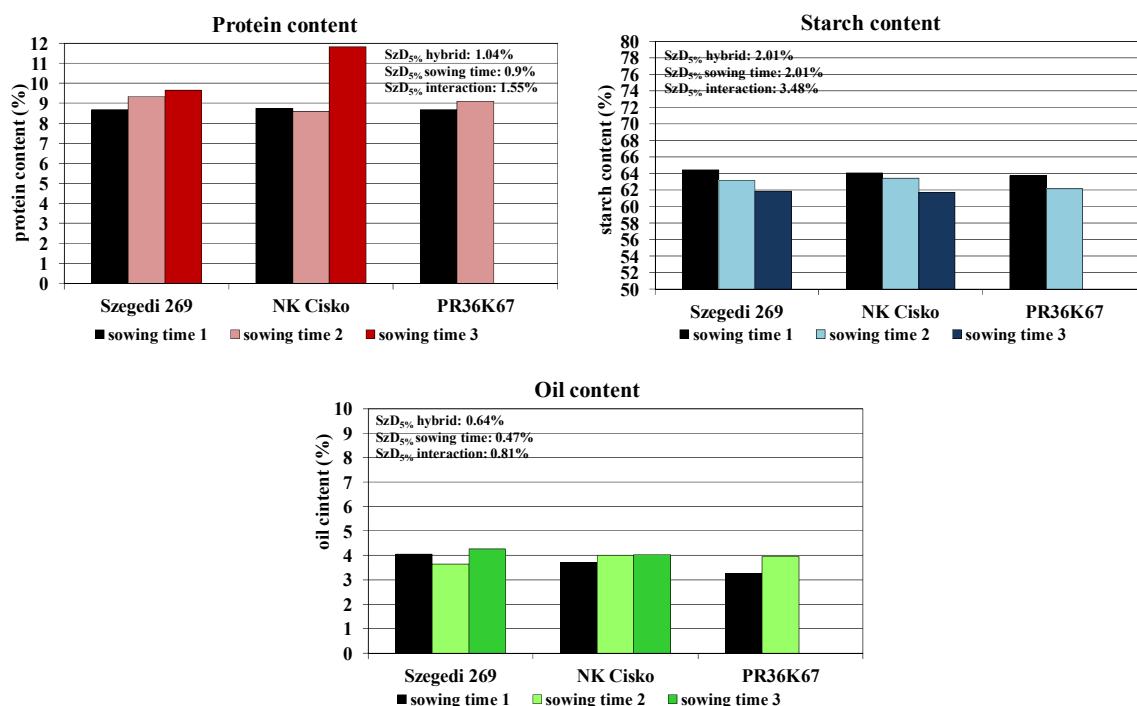 Protein content
SzD5% hybrid: 1.04%
SzD5% sowing time: 0.9%
SzD5% interaction: 1.55%
protein content (%)
12
11
10
9
8
7
6
5
4
3
2
1
0
Szegedi 269 NK Cisko PR36K67
sowing time 1 sowing time 2 sowing time 3
Starch content
SzD5% hybrid: 2.01%
SzD5% sowing time: 2.01%
SzD5% interaction: 3.48%
starch content (%)
80
78
76
74
72
70
68
66
64
62
60
58
56
54
52
50
Szegedi 269 NK Cisko PR36K67
sowing time 1 sowing time 2 sowing time 3
Oil content
SzD5% hybrid: 0.64%
SzD5% sowing time: 0.47%
SzD5% interaction: 0.81%
oil cintent (%)
10
9
8
7
6
5
4
3
2
1
0
Szegedi 269 NK Cisko PR36K67
sowing time 1 sowing time 2 sowing time 3